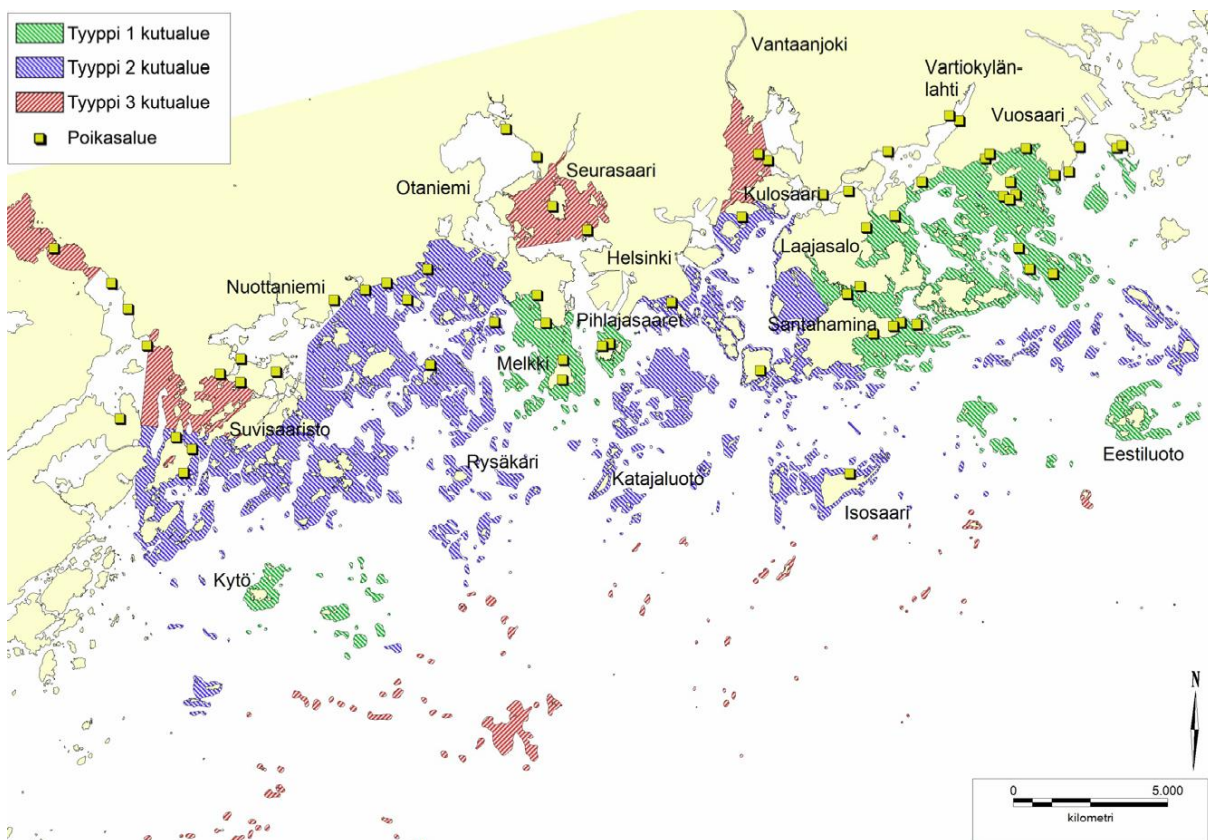 Tyyppi 1 kutualue
Tyyppi 2 kutualue
Tyyppi 3 kutualue
Poikasalue
Vantaanjoki
Vartiokylän-
lahti
Vuosaari
Seurasaari
Otaniemi
Kulosaari
Laajasalo
Helsinki
Nuottaniemi
Pihlajasaaret
Santahamina
Melkki
Suvisaaristo
Rysäkari
Katajaluoto
Eestiluoto
Isosaari
Kytö
N
0 5.000
kilometri